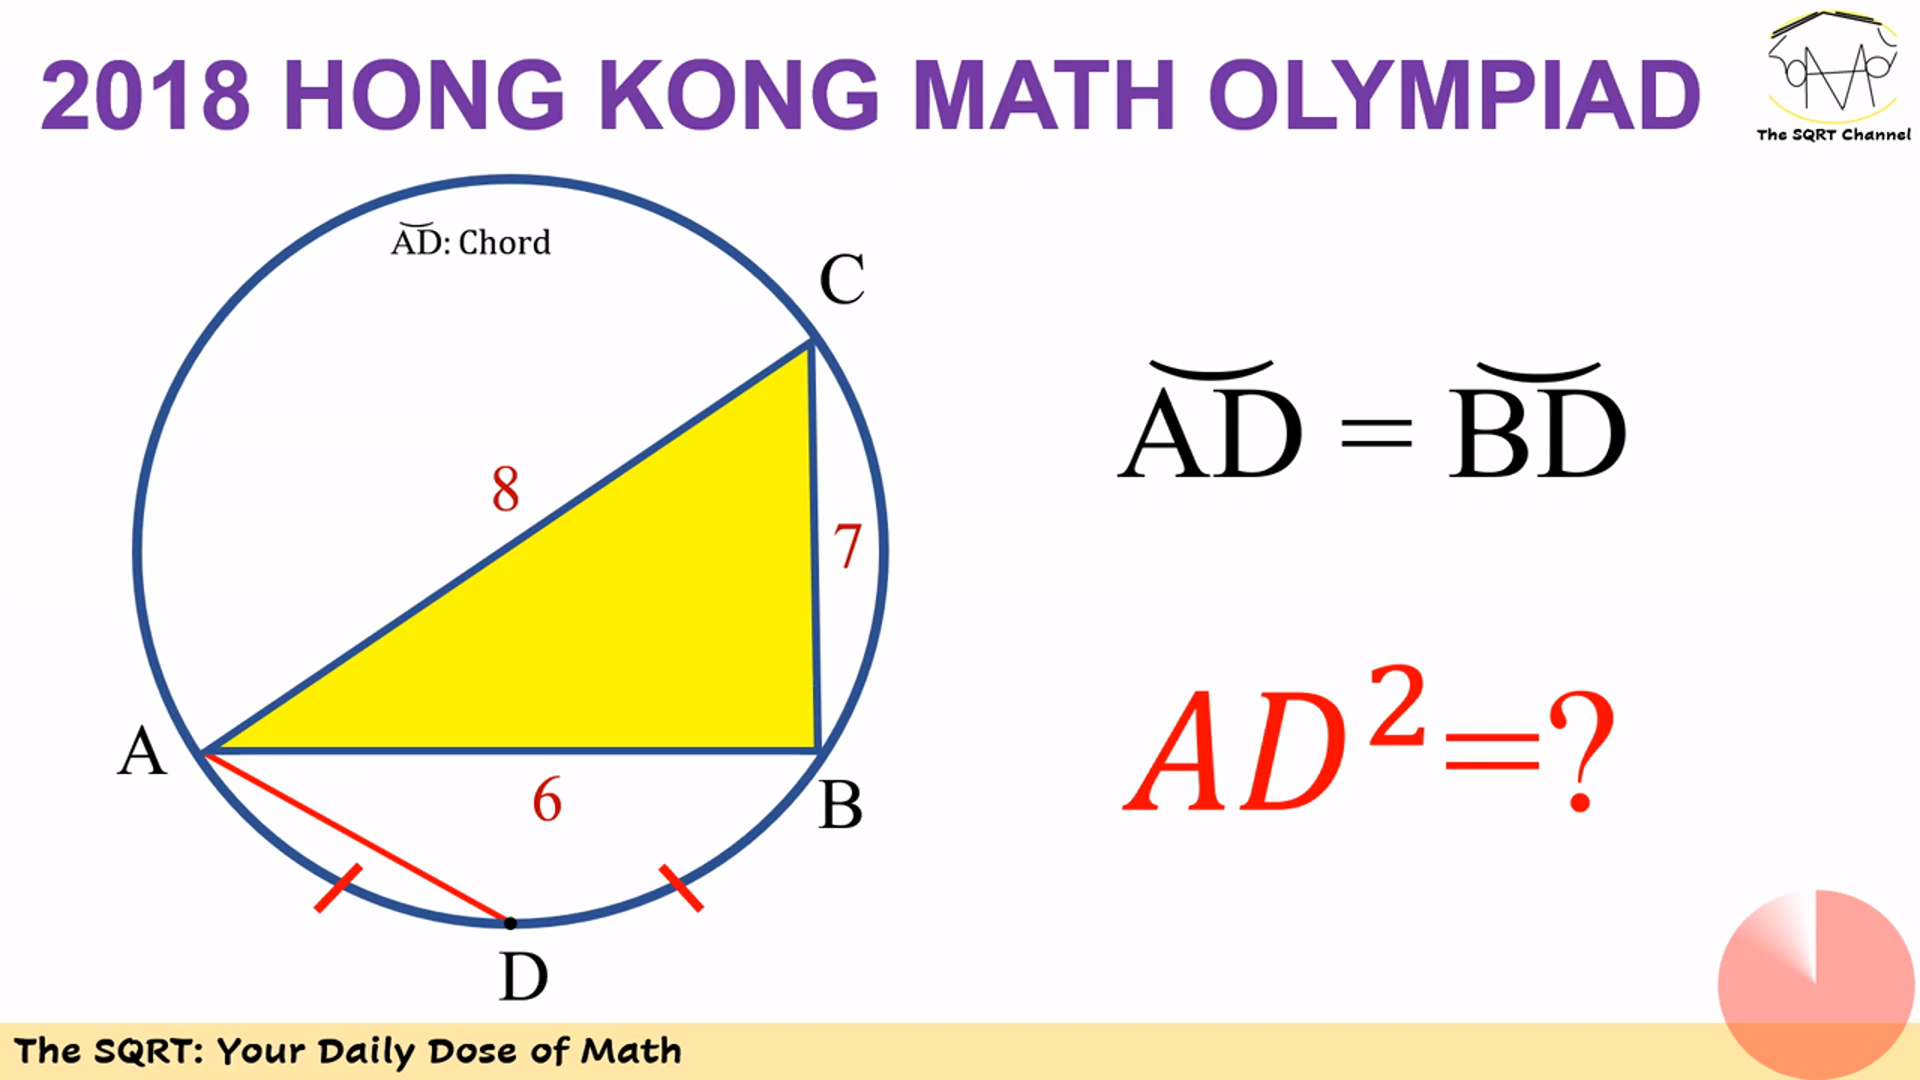 2018 HONG KONG MATH OLYMPIAD
The SQRT Channel
AD: Chord
C
8
7
A
6
B
D
AD = BD
AD²=?
The SQRT: Your Daily Dose of Math